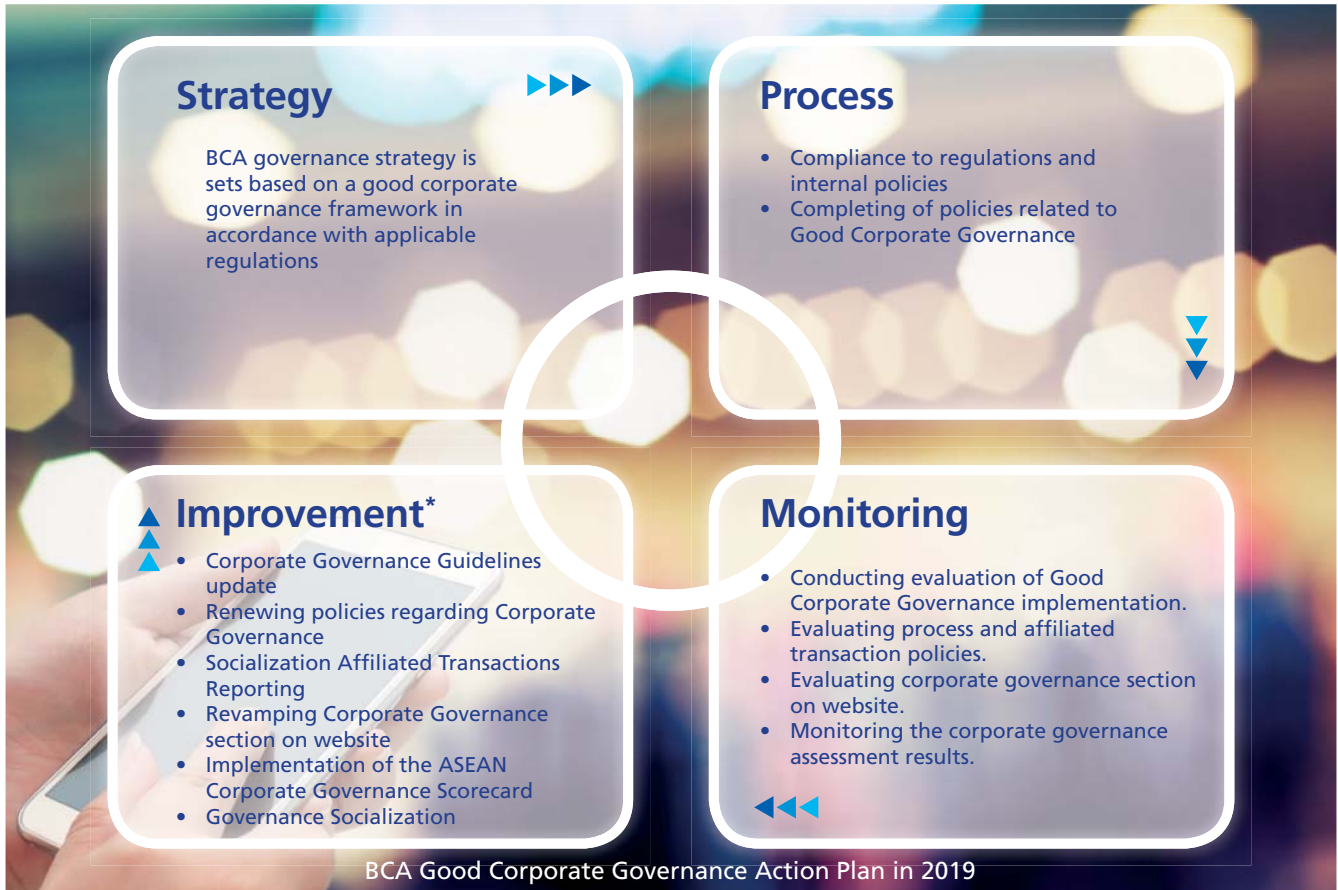 Strategy
BCA governance strategy is
sets based on a good corporate
governance framework in
accordance with applicable
regulations
Process
• Compliance to regulations and
internal policies
• Completing of policies related to
Good Corporate Governance
Improvement*
• Corporate Governance Guidelines
update
• Renewing policies regarding Corporate
Governance
• Socialization Affiliated Transactions
Reporting
• Revamping Corporate Governance
section on website
• Implementation of the ASEAN
Corporate Governance Scorecard
• Governance Socialization
Monitoring
• Conducting evaluation of Good
Corporate Governance implementation.
• Evaluating process and affiliated
transaction policies.
• Evaluating corporate governance section
on website.
• Monitoring the corporate governance
assessment results.
BCA Good Corporate Governance Action Plan in 2019